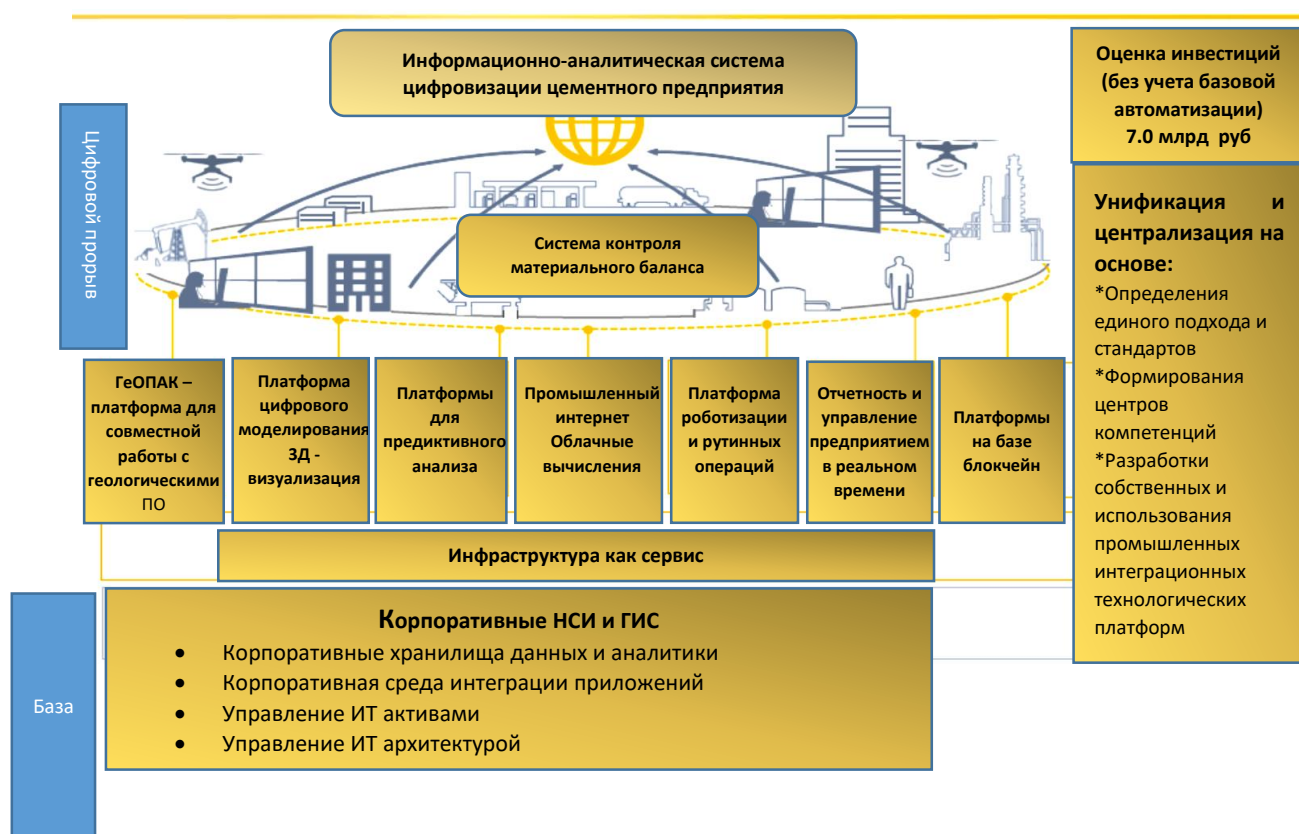 Информационно-аналитическая система
цифровизации цементного предприятия
Оценка инвестиций
(без учета базовой
автоматизации)
7.0 млрд руб
Цифровой прорыв
Система контроля
материального баланса
Унификация и
централизация на
основе:
*Определения
единого подхода и
стандартов
*Формирования
центров
компетенций
*Разработки
собственных и
использования
промышленных
интеграционных
технологических
платформ
ГеОПАК –
платформа для
совместной
работы с
геологическими
ПО
Платформа
цифрового
моделирования
3Д -
визуализация
Платформы
для
предиктивного
анализа
Промышленный
интернет
Облачные
вычисления
Платформа
роботизации
и рутинных
операций
Отчетность и
управление
предприятием
в реальном
времени
Платформы
на базе
блокчейн
Инфраструктура как сервис
База
Корпоративные НСИ и ГИС
• Корпоративные хранилища данных и аналитики
• Корпоративная среда интеграции приложений
• Управление ИТ активами
• Управление ИТ архитектурой